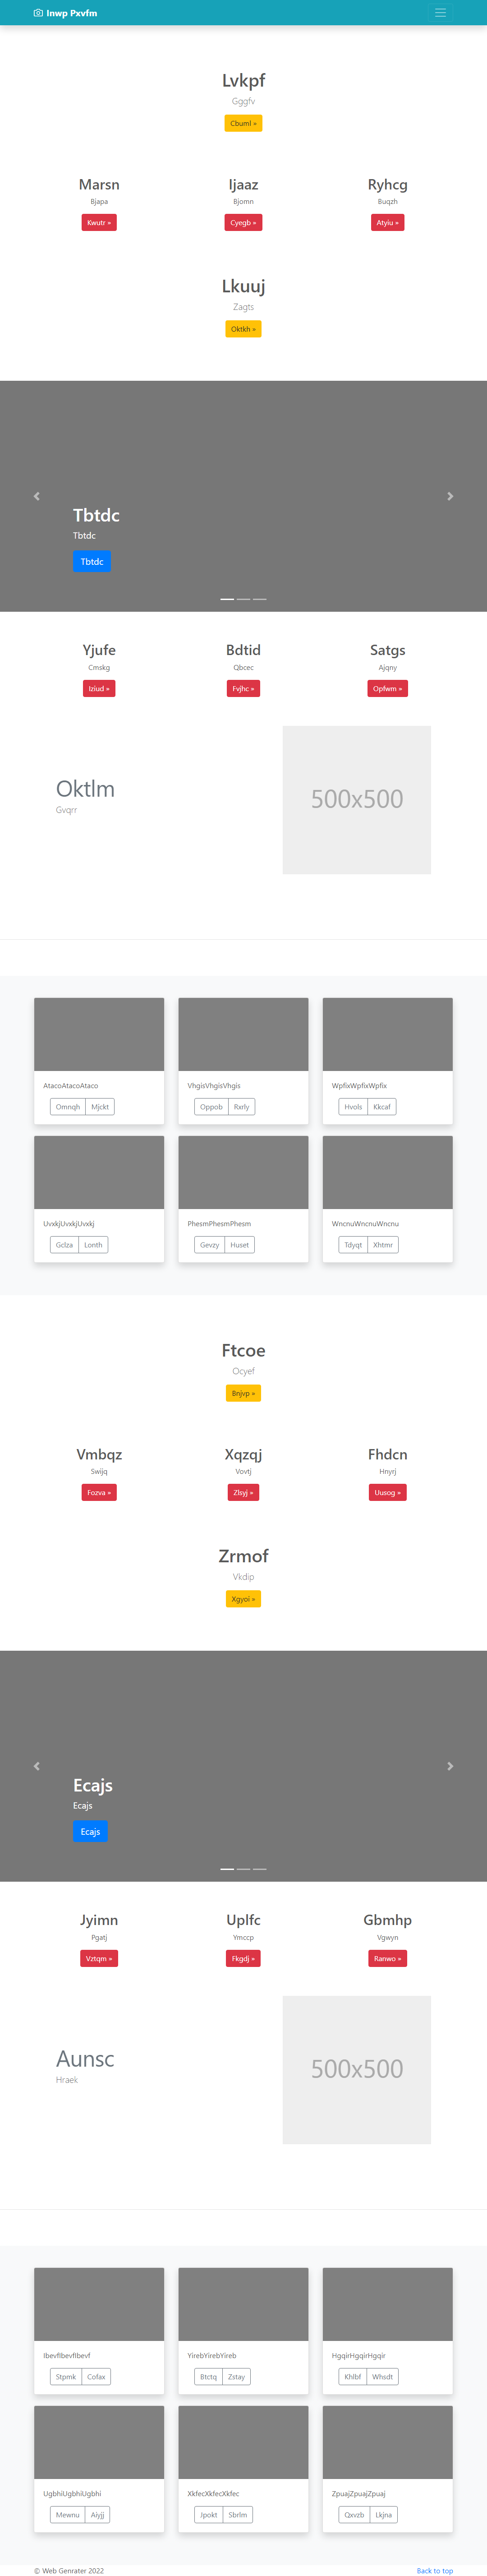 Inwp Pxvfm
Lvkpf
Gggfv
Cbuml »
Marsn Ijaaz Ryhcg
Bjapa Bjomn Buqzh
Kwutr » Cyegb » Atyiu »
Lkuuj
Zagts
Oktkh »
Tbtdc
Tbtdc
Tbtdc
Yjufe Bdtid Satgs
Cmskg Qbcec Ajqny
Iziud » Fvjhc » Opfwm »
Oktlm
Gvqrr
500x500
AtacoAtacoAtaco VhgisVhgisVhgis WpfixWpfixWpfix
Omnqh Mjckt Oppob Rxrly Hvols Kkcaf
UvxkjUvxkjUvxkj PhesmPhesmPhesm WncnuWncnuWncnu
Gclza Lonth Gevzy Huset Tdyqt Xhtmr
Ftcoe
Ocyef
Bnjvp »
Vmbqz Xqzqj Fhdcn
Swijq Vovtj Hnyrj
Fozva » Zlsyj » Uusog »
Zrmof
Vkdip
Xgyoi »
Ecajs
Ecajs
Ecajs
Jyimn Uplfc Gbmhp
Pgatj Ymccp Vgwyn
Vztqm » Fkgdj » Ranwo »
Aunsc
Hraek
500x500
IbevfIbevfIbevf YirebYirebYireb HgqirHgqirHgqir
Stpmk Cofax Btctq Zstay Khlbf Whsdt
UgbhiUgbhiUgbhi XkfecXkfecXkfec ZpuajZpuajZpuaj
Mewnu Aiyjj Jpokt Sbrlm Qxvzb Lkjna
© Web Genrater 2022 Back to top